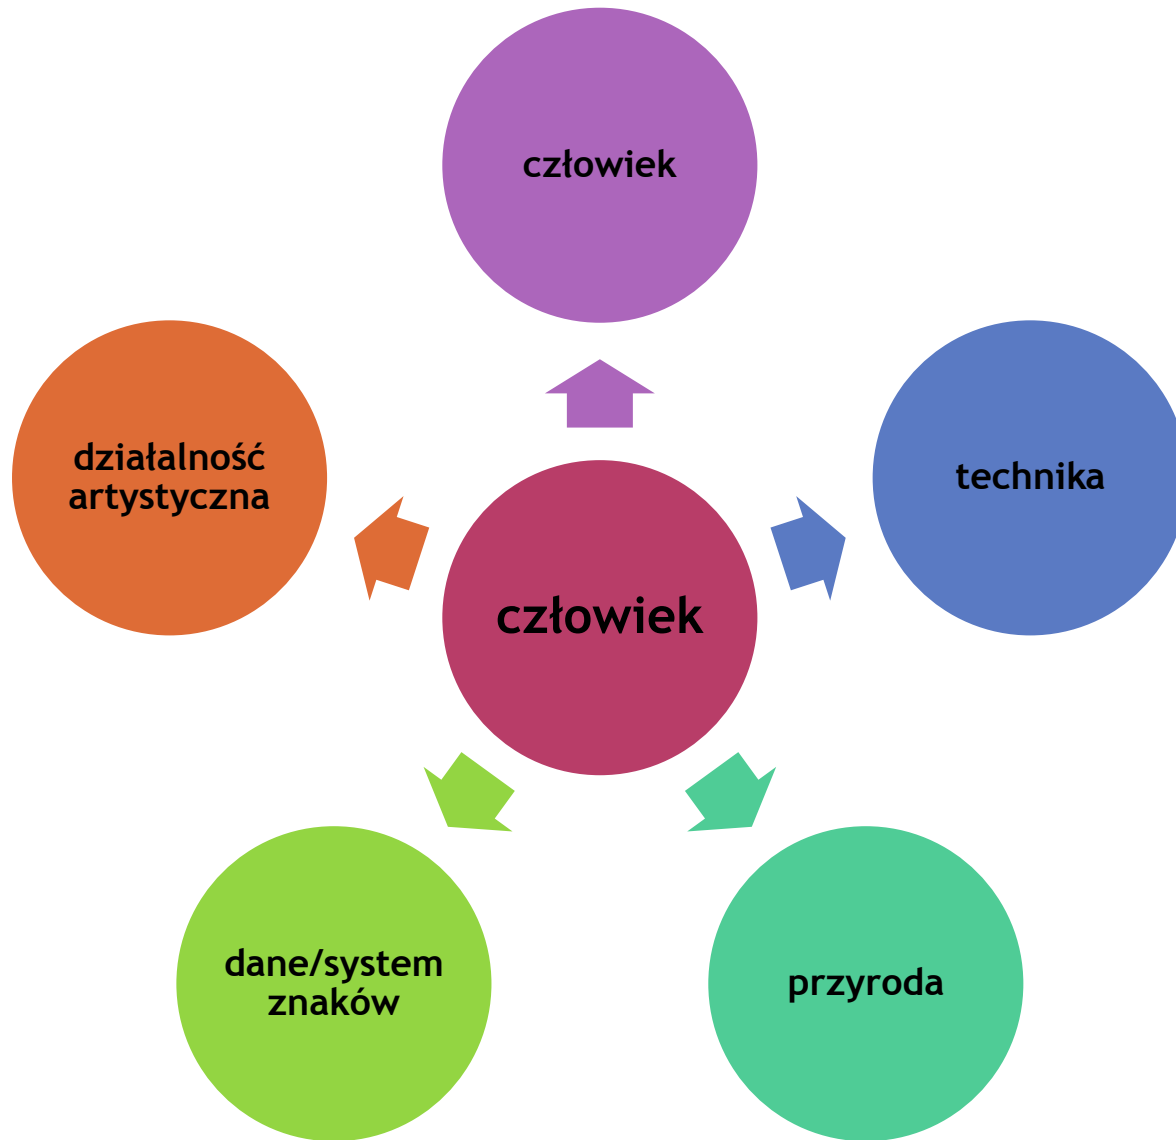 człowiek
działalność
artystyczna
technika
człowiek
dane/system
znaków
przyroda